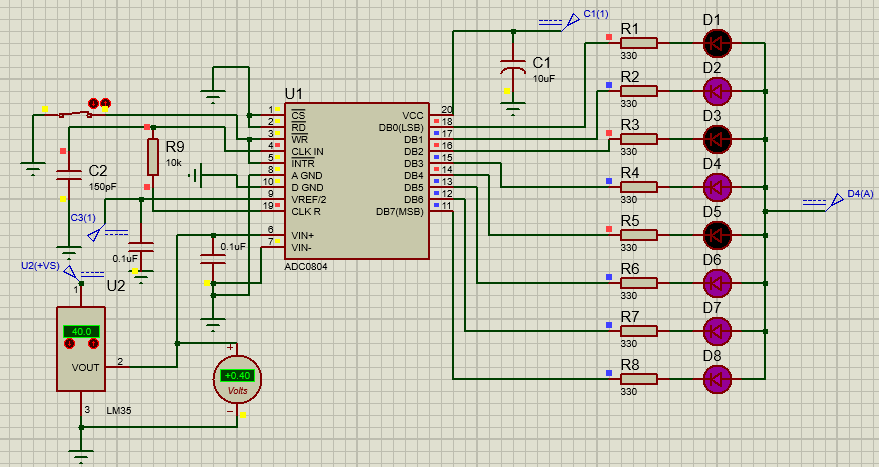 C1(1)
C1
10uF
U1
1 CS VCC 20
2 RD DB0(LSB) 18
3 WR DB1 17
4 CLK IN DB2 16
5 INTR DB3 15
8 A GND DB4 14
10 D GND DB5 13
9 VREF/2 DB6 12
19 CLK R DB7(MSB) 11
6 VIN+
7 VIN-
ADC0804
R9
10k
C2
150pF
C3(1)
0.1uF
0.1uF
U2(+VS)
U2
1
40.0
VOUT 2
3
LM35
+
+0.40
Volts
−
R1
330
D1
R2
330
D2
R3
330
D3
R4
330
D4
R5
330
D5
R6
330
D6
R7
330
D7
R8
330
D8
D4(A)